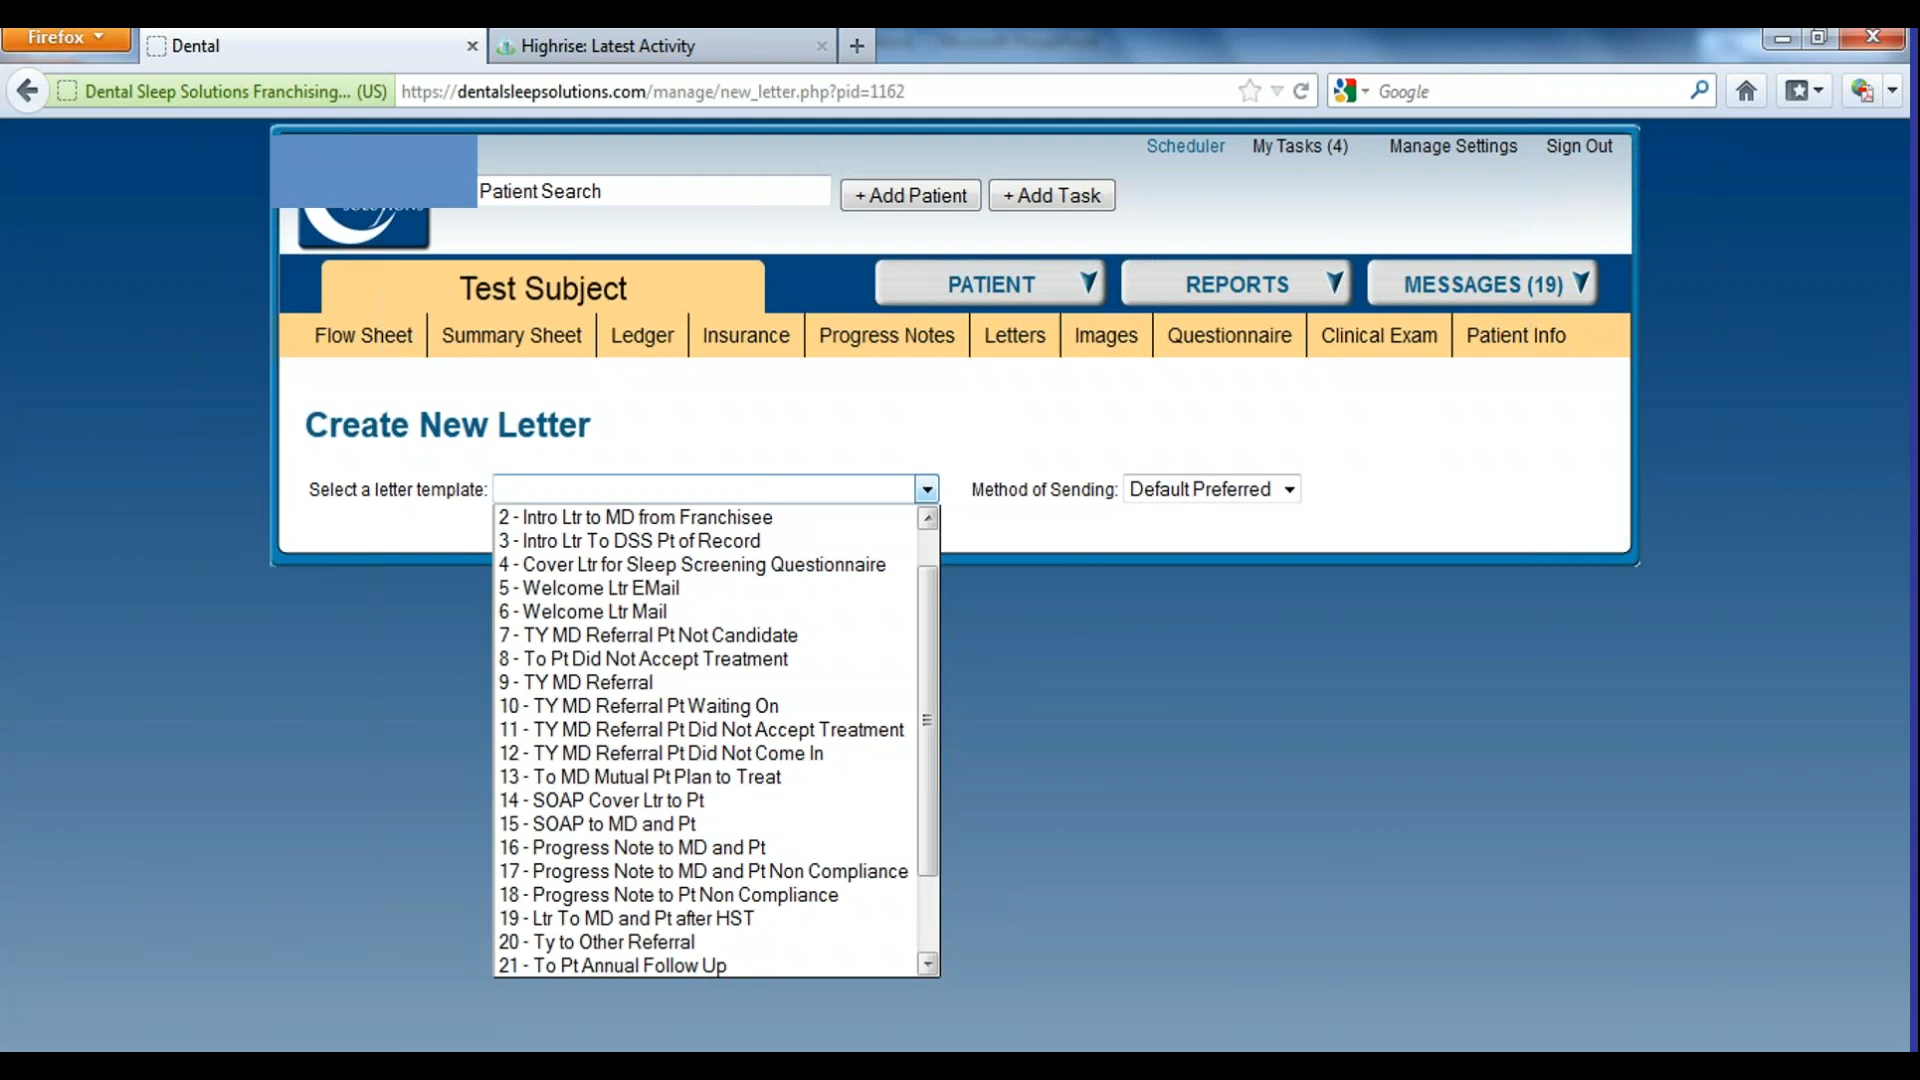 Firefox
Dental
Highrise: Latest Activity
Dental Sleep Solutions Franchising... (US)
https://dentalsleepsolutions.com/manage/new_letter.php?pid=1162
Google
Scheduler My Tasks (4) Manage Settings Sign Out
Patient Search
+ Add Patient
+ Add Task
Test Subject
PATIENT
REPORTS
MESSAGES (19)
Flow Sheet
Summary Sheet
Ledger
Insurance
Progress Notes
Letters
Images
Questionnaire
Clinical Exam
Patient Info
Create New Letter
Select a letter template:
Method of Sending: Default Preferred
2 - Intro Ltr to MD from Franchisee
3 - Intro Ltr To DSS Pt of Record
4 - Cover Ltr for Sleep Screening Questionnaire
5 - Welcome Ltr EMail
6 - Welcome Ltr Mail
7 - TY MD Referral Pt Not Candidate
8 - To Pt Did Not Accept Treatment
9 - TY MD Referral
10 - TY MD Referral Pt Waiting On
11 - TY MD Referral Pt Did Not Accept Treatment
12 - TY MD Referral Pt Did Not Come In
13 - To MD Mutual Pt Plan to Treat
14 - SOAP Cover Ltr to Pt
15 - SOAP to MD and Pt
16 - Progress Note to MD and Pt
17 - Progress Note to MD and Pt Non Compliance
18 - Progress Note to Pt Non Compliance
19 - Ltr To MD and Pt after HST
20 - Ty to Other Referral
21 - To Pt Annual Follow Up